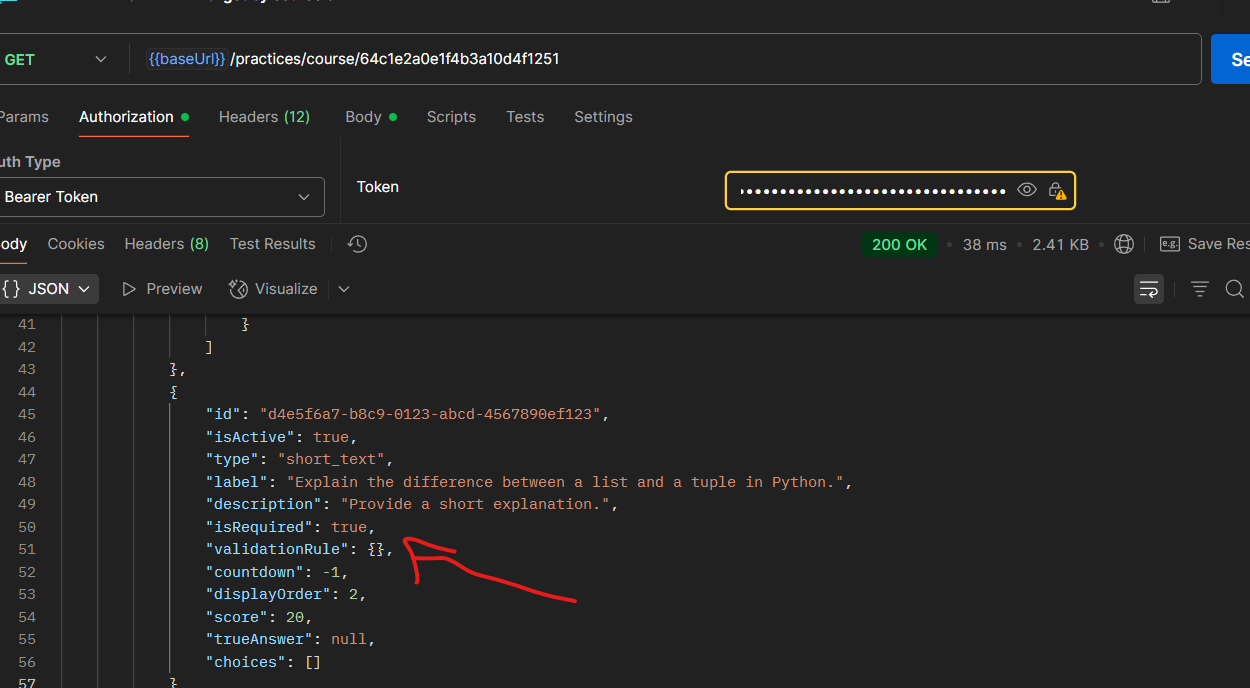 GET {{baseUrl}}/practices/course/64c1e2a0e1f4b3a10d4f1251
Params Authorization Headers (12) Body Scripts Tests Settings
uth Type
Bearer Token
Token
ody Cookies Headers (8) Test Results 200 OK • 38 ms • 2.41 KB • e.g. Save Res
{} JSON Preview Visualize
41 }
42 ]
43 },
44 {
45 "id": "d4e5f6a7-b8c9-0123-abcd-4567890ef123",
46 "isActive": true,
47 "type": "short_text",
48 "label": "Explain the difference between a list and a tuple in Python.",
49 "description": "Provide a short explanation.",
50 "isRequired": true,
51 "validationRule": {},
52 "countdown": -1,
53 "displayOrder": 2,
54 "score": 20,
55 "trueAnswer": null,
56 "choices": []
57 }